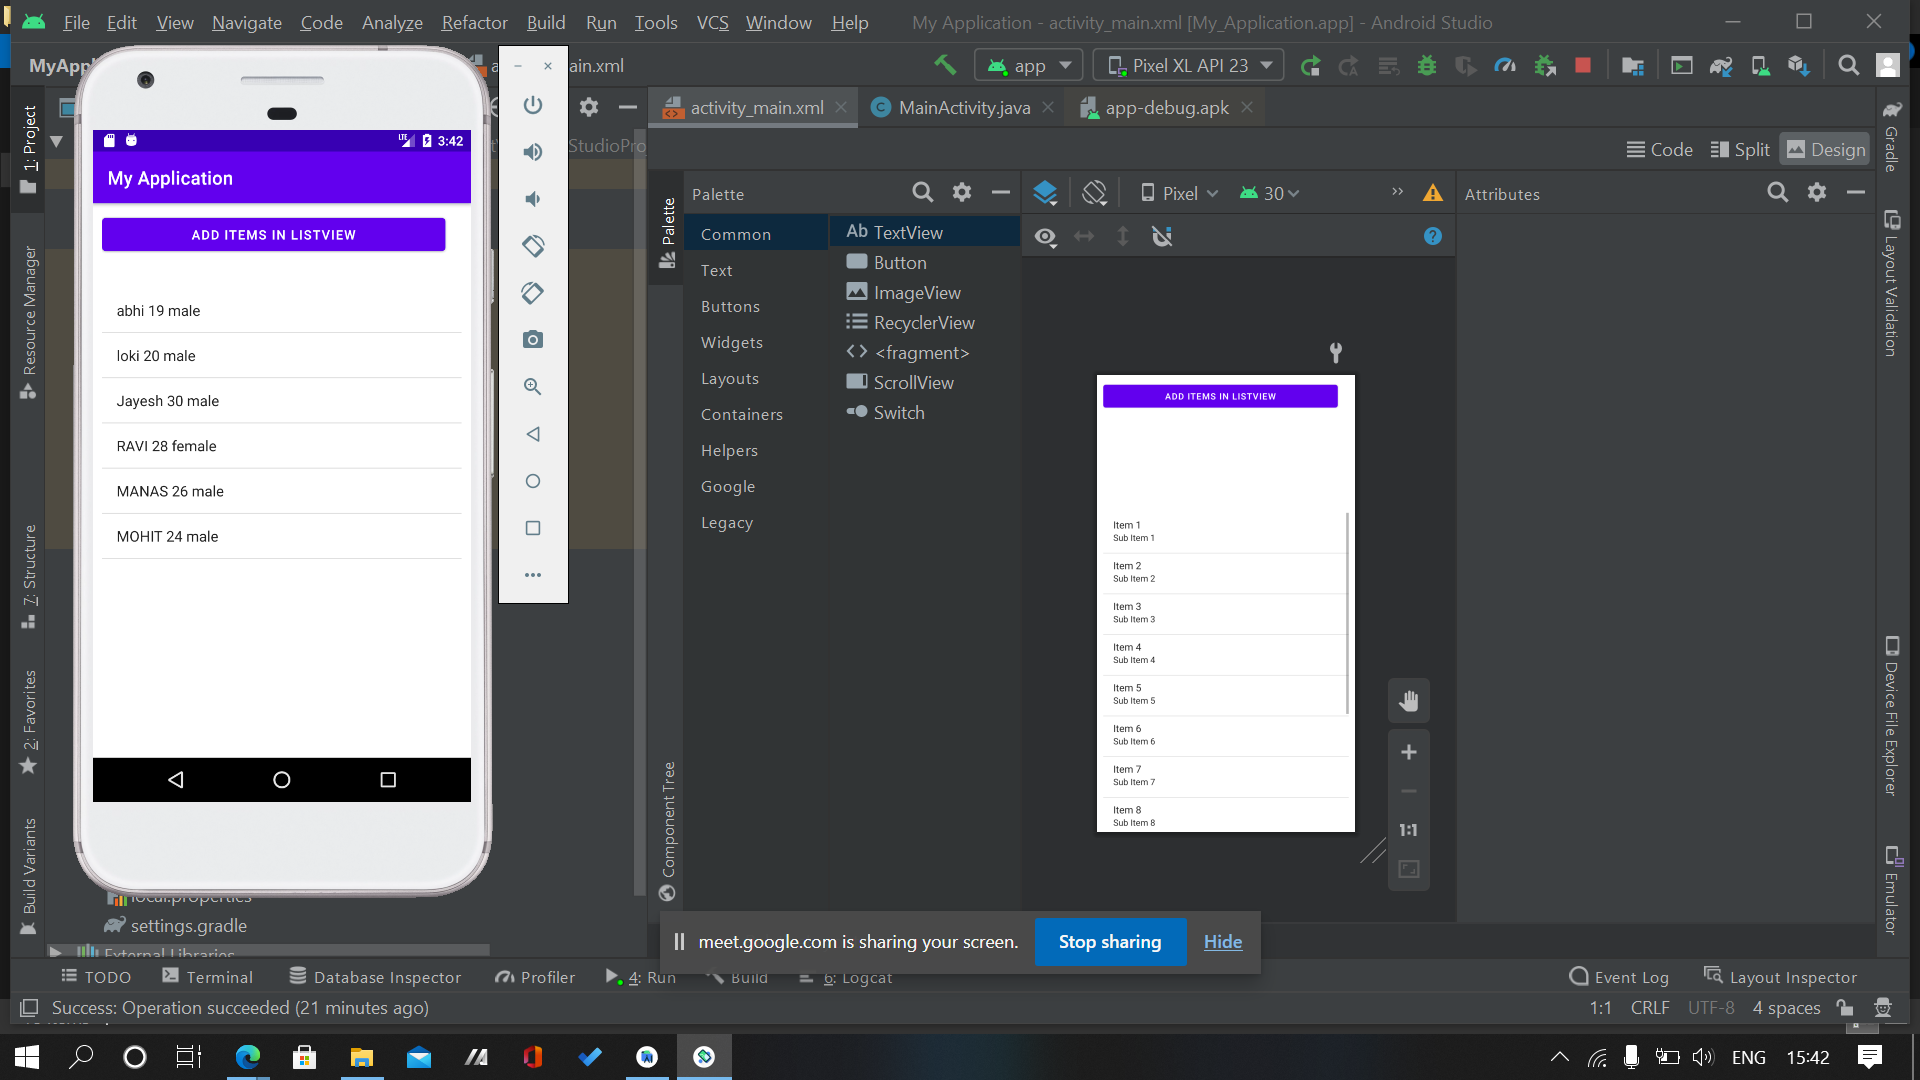 File Edit View Navigate Code Analyze Refactor Build Run Tools VCS Window Help My Application - activity_main.xml [My_Application.app] - Android Studio
MyApp ain.xml app Pixel XL API 23
activity_main.xml MainActivity.java app-debug.apk
StudioPro
Code Split Design
1: Project
Resource Manager
7: Structure
2: Favorites
Build Variants
3:42
My Application
ADD ITEMS IN LISTVIEW
abhi 19 male
loki 20 male
Jayesh 30 male
RAVI 28 female
MANAS 26 male
MOHIT 24 male
local.properties
settings.gradle
External Libraries
Palette
Component Tree
Palette
Common
Text
Buttons
Widgets
Layouts
Containers
Helpers
Google
Legacy
Ab TextView
Button
ImageView
RecyclerView
<fragment>
ScrollView
Switch
Pixel 30
ADD ITEMS IN LISTVIEW
Item 1
Sub Item 1
Item 2
Sub Item 2
Item 3
Sub Item 3
Item 4
Sub Item 4
Item 5
Sub Item 5
Item 6
Sub Item 6
Item 7
Sub Item 7
Item 8
Sub Item 8
1:1
Attributes
Gradle
Layout Validation
Device File Explorer
Emulator
meet.google.com is sharing your screen. Stop sharing Hide
TODO Terminal Database Inspector Profiler 4: Run Build 6: Logcat Event Log Layout Inspector
Success: Operation succeeded (21 minutes ago) 1:1 CRLF UTF-8 4 spaces
ENG 15:42